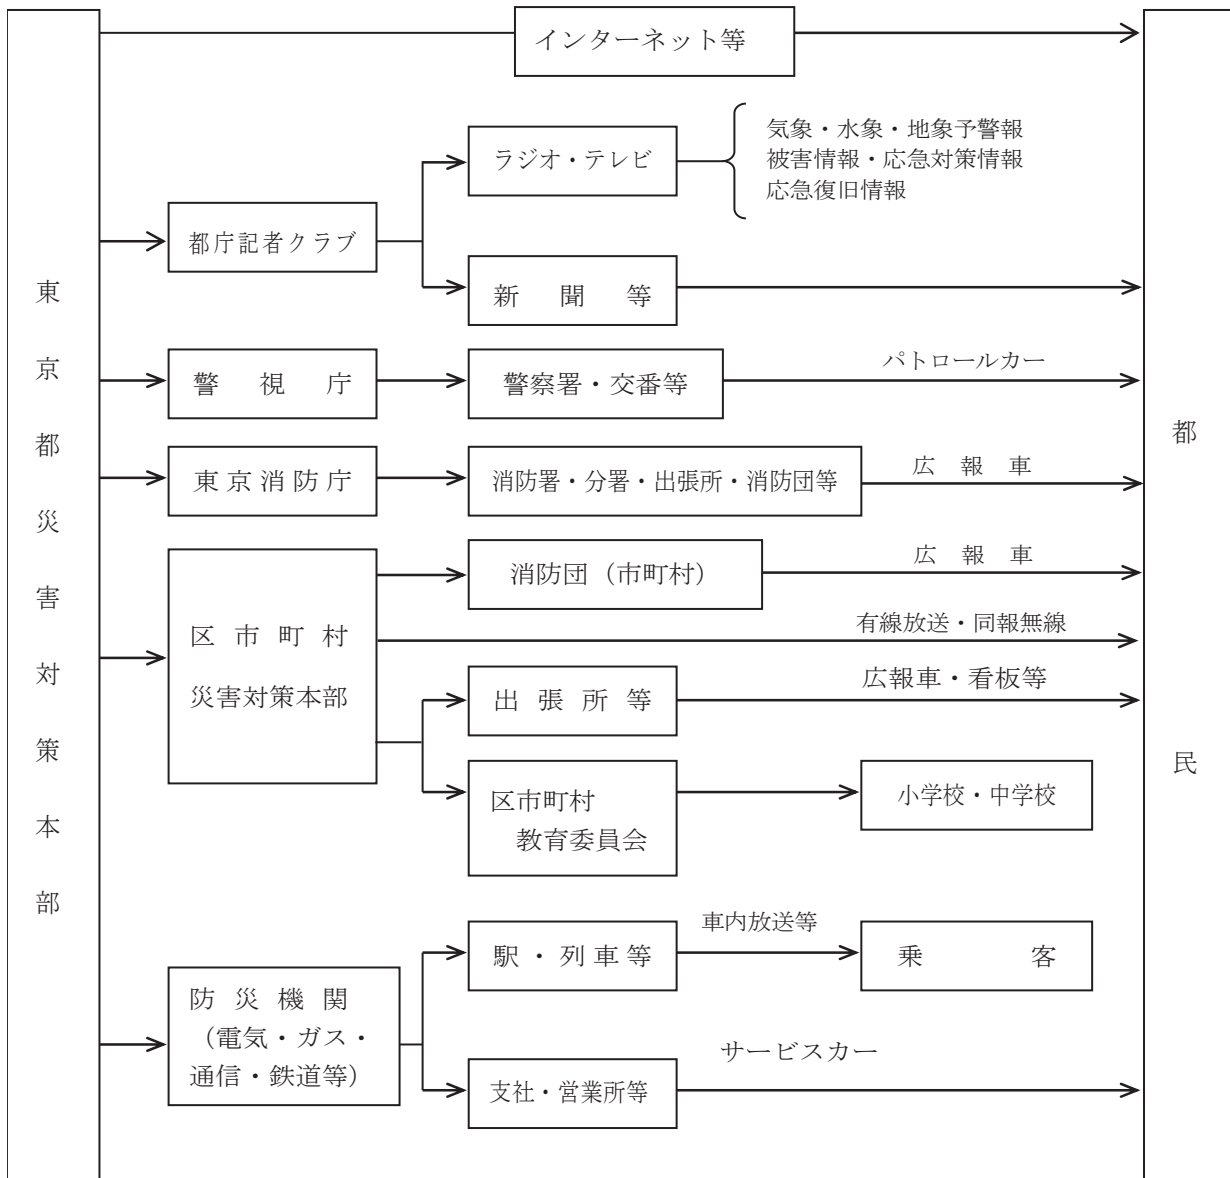 東京都災害対策本部
インターネット等
都庁記者クラブ
ラジオ・テレビ
気象・水象・地象予警報
被害情報・応急対策情報
応急復旧情報
新聞等
警視庁
警察署・交番等
パトロールカー
東京消防庁
消防署・分署・出張所・消防団等
広報車
区市町村
災害対策本部
消防団（市町村）
広報車
有線放送・同報無線
出張所等
広報車・看板等
区市町村
教育委員会
小学校・中学校
防災機関
（電気・ガス・
通信・鉄道等）
駅・列車等
車内放送等
乗客
支社・営業所等
サービスカー
都民